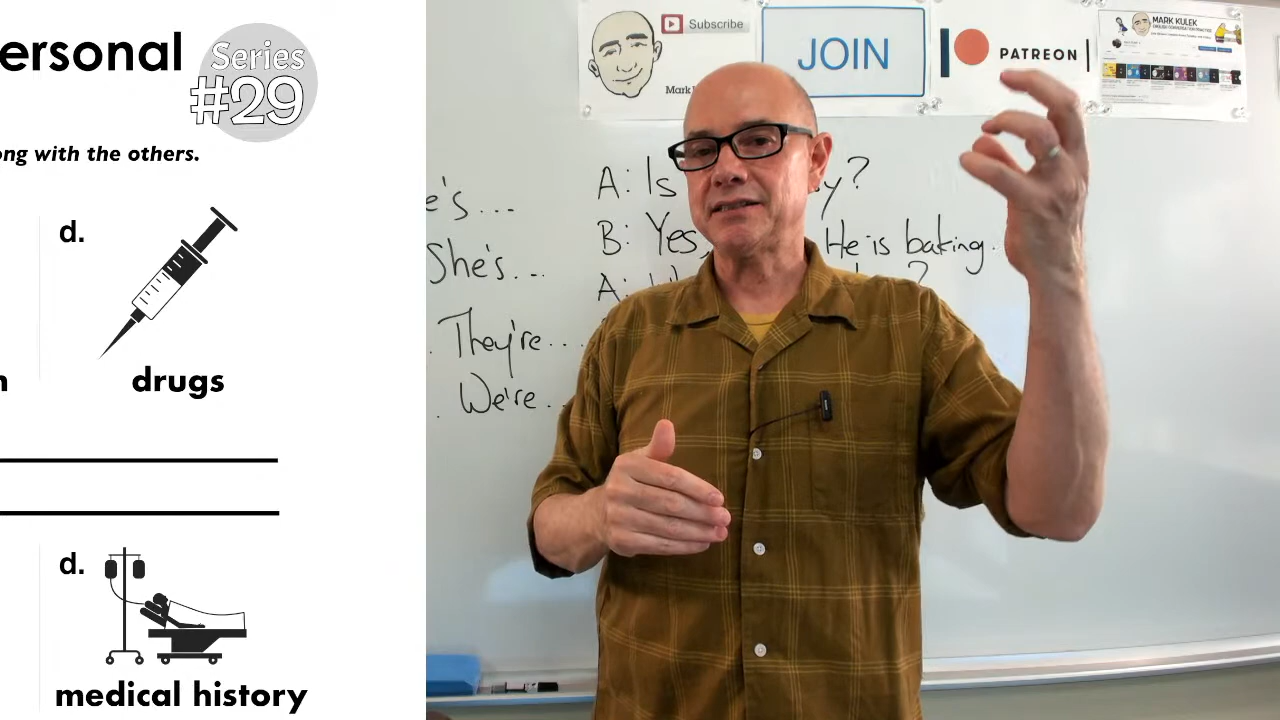 ersonal
Series
#29
ong with the others.
d.
drugs
d.
medical history
Subscribe
Mark
JOIN
PATREON
MARK KULEK
e's...
She's...
They're...
We're...
A: Is y?
B: Yes, He is baking.
A: ?